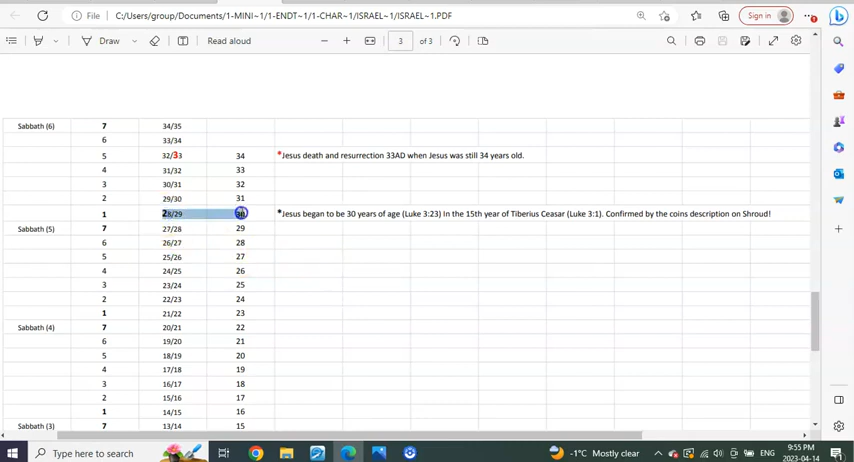 File C:/Users/group/Documents/1-MINI~1/1-ENDT~1/1-CHAR~1/ISRAEL~1/ISRAEL~1.PDF
Sign in
Draw Read aloud 3 of 3
Sabbath (6) 7 34/35
6 33/34
5 32/33 34 *Jesus death and resurrection 33AD when Jesus was still 34 years old.
4 31/32 33
3 30/31 32
2 29/30 31
1 28/29 30 *Jesus began to be 30 years of age (Luke 3:23) In the 15th year of Tiberius Ceasar (Luke 3:1). Confirmed by the coins description on Shroud!
Sabbath (5) 7 27/28 29
6 26/27 28
5 25/26 27
4 24/25 26
3 23/24 25
2 22/23 24
1 21/22 23
Sabbath (4) 7 20/21 22
6 19/20 21
5 18/19 20
4 17/18 19
3 16/17 18
2 15/16 17
1 14/15 16
Sabbath (3) 7 13/14 15
Type here to search
-1°C Mostly clear
ENG
9:55 PM
2023-04-14